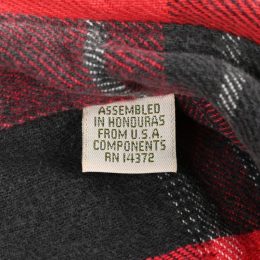 ASSEMBLED
IN HONDURAS
FROM U.S.A.
COMPONENTS
RN 14372